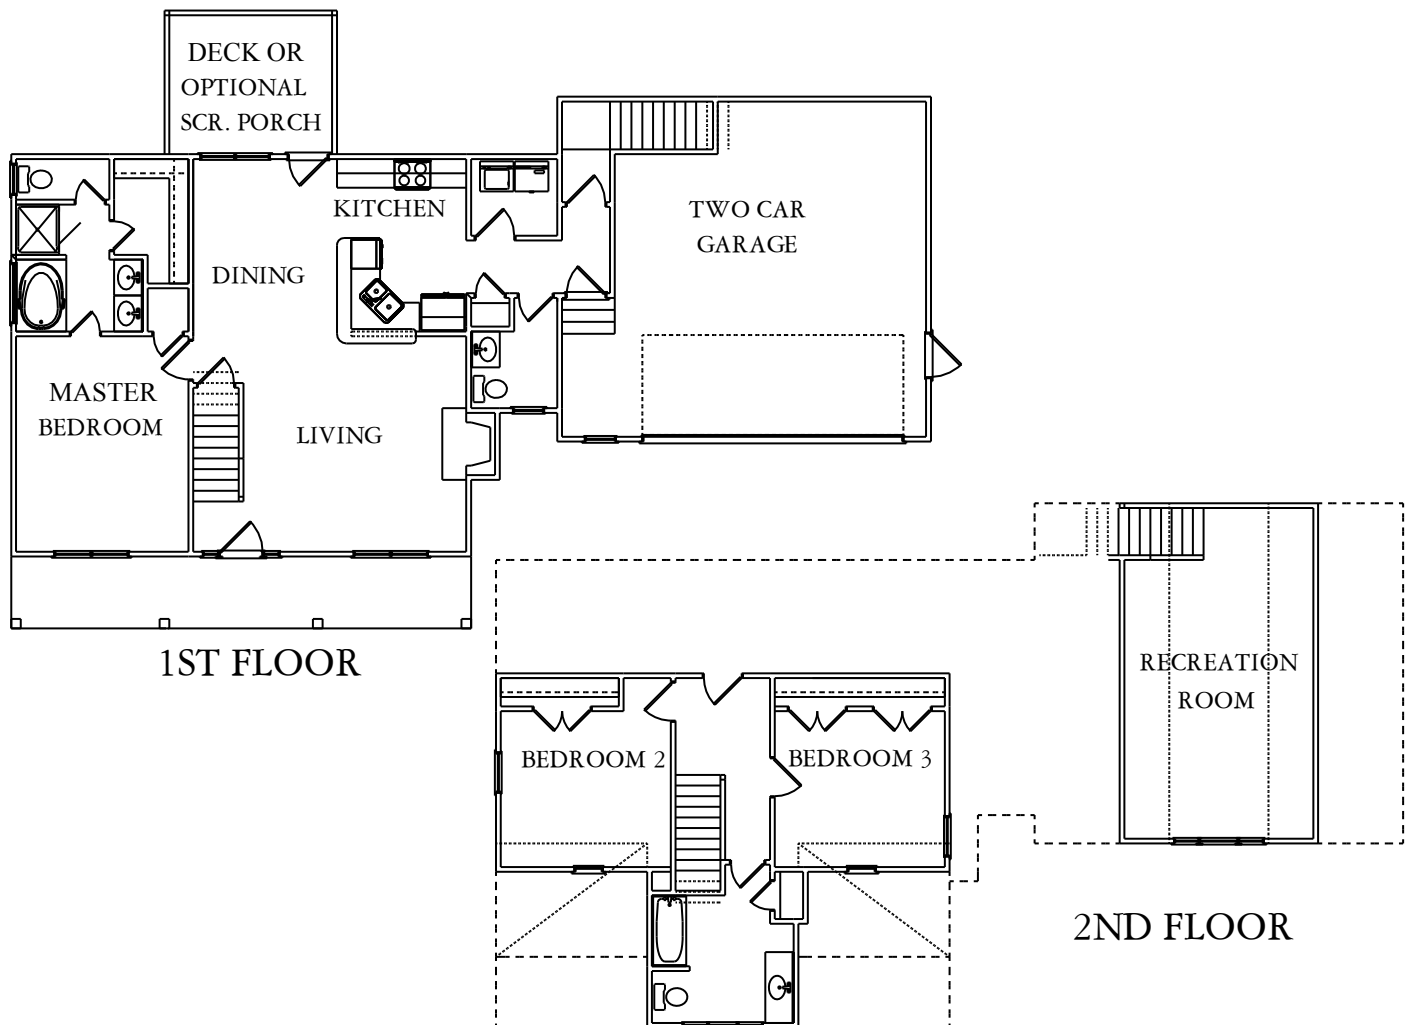 DECK OR
OPTIONAL
SCR. PORCH
KITCHEN
TWO CAR
GARAGE
DINING
MASTER
BEDROOM
LIVING
1ST FLOOR
RECREATION
ROOM
BEDROOM 2
BEDROOM 3
2ND FLOOR